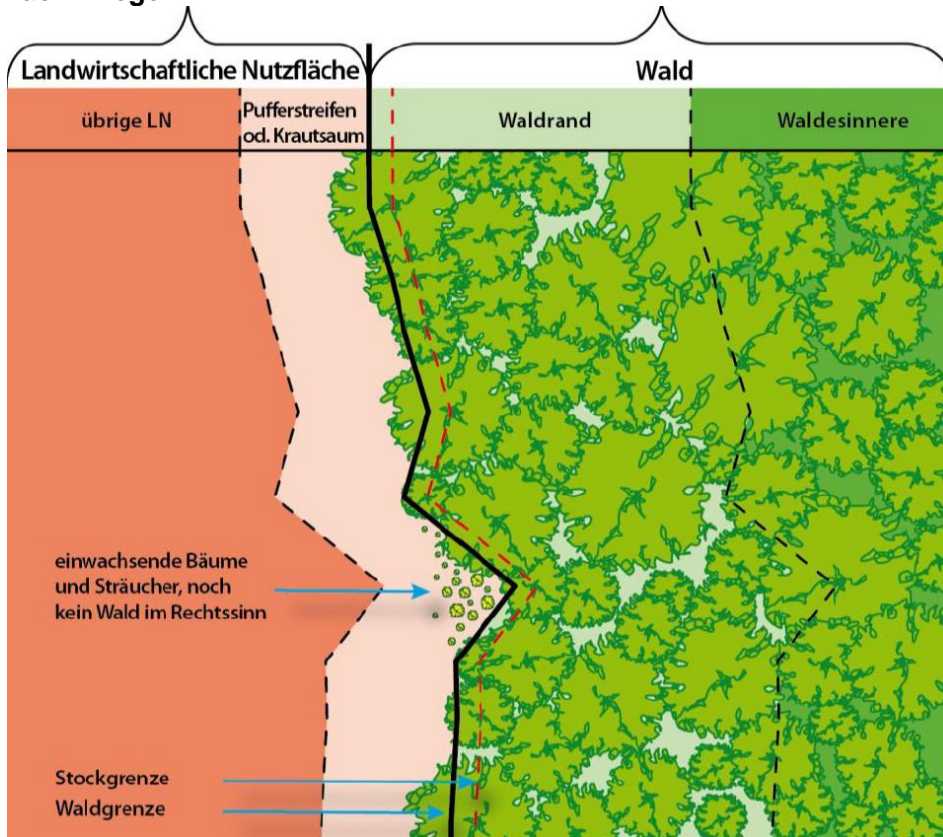 Landwirtschaftliche Nutzfläche
Wald
übrige LN
Pufferstreifen
od. Krautsaum
Waldrand
Waldesinnere
einwachsende Bäume
und Sträucher, noch
kein Wald im Rechtssinn
Stockgrenze
Waldgrenze